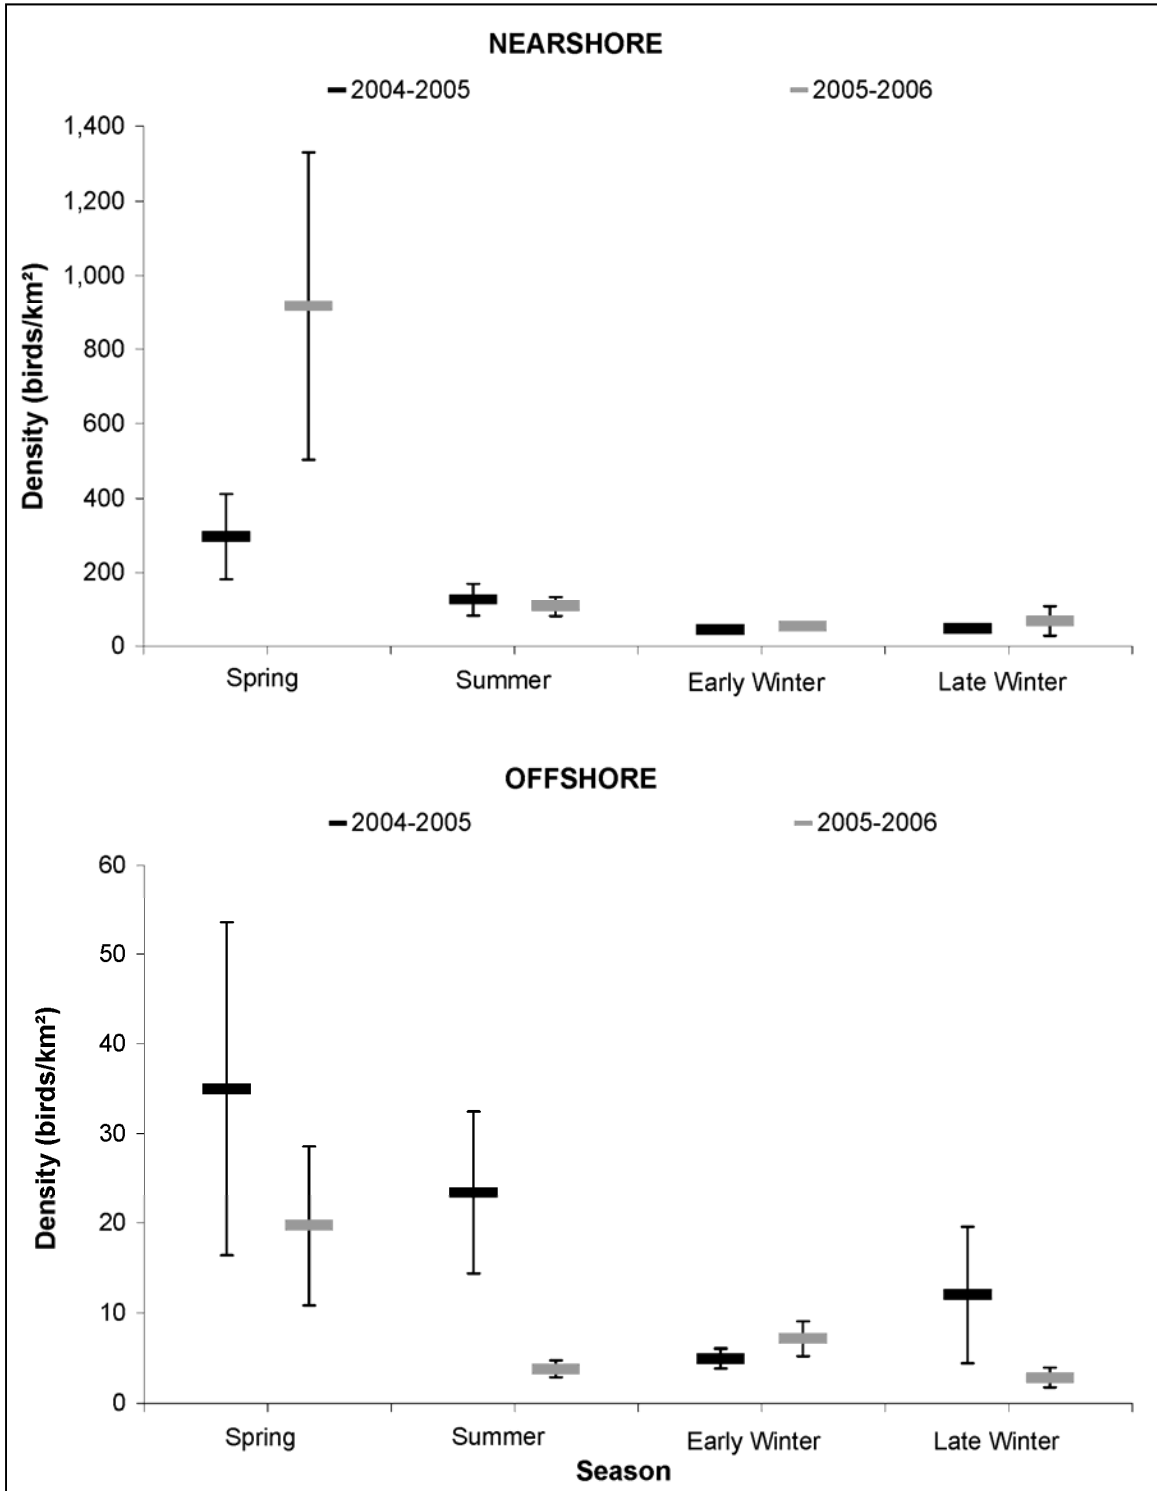 NEARSHORE
2004-2005 2005-2006
1,400
1,200
1,000
800
600
400
200
0
Density (birds/km²)
Spring Summer Early Winter Late Winter
OFFSHORE
2004-2005 2005-2006
60
50
40
30
20
10
0
Density (birds/km²)
Spring Summer Early Winter Late Winter
Season